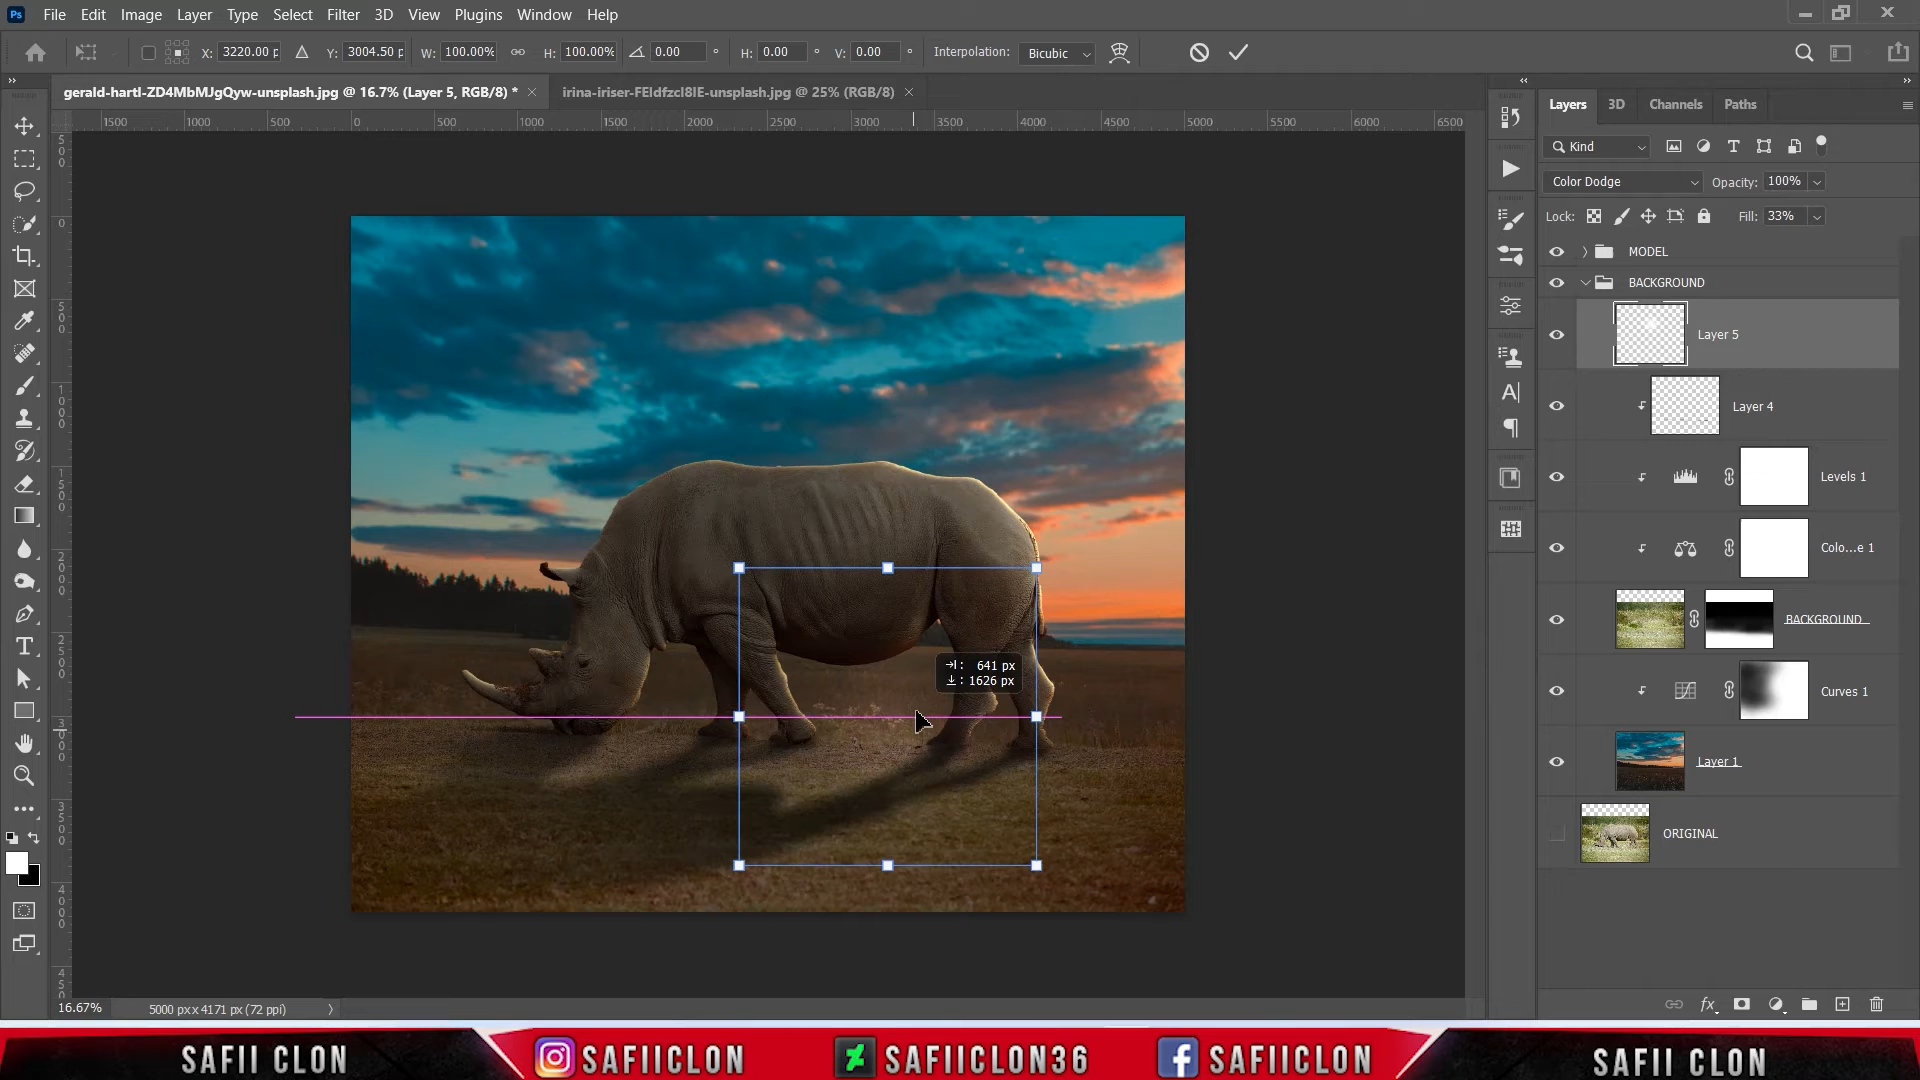 Ps File Edit Image Layer Type Select Filter 3D View Plugins Window Help
X: 3220.00 p Y: 3004.50 p W: 100.00% H: 100.00% 0.00 ° H: 0.00 ° V: 0.00 ° Interpolation: Bicubic
gerald-hartl-ZD4MbMJgQyw-unsplash.jpg @ 16.7% (Layer 5, RGB/8) *
irina-iriser-FEldfzcl8lE-unsplash.jpg @ 25% (RGB/8)
1500 1000 500 0 500 1000 1500 2000 2500 3000 3500 4000 4500 5000 5500 6000 6500
Layers 3D Channels Paths
Kind
Color Dodge Opacity: 100%
Lock: Fill: 33%
MODEL
BACKGROUND
Layer 5
Layer 4
Levels 1
Colo...e 1
BACKGROUND
Curves 1
Layer 1
ORIGINAL
: 641 px
: 1626 px
16.67% 5000 px x 4171 px (72 ppi)
SAFII CLON SAFIICLON SAFIICLON36 SAFIICLON SAFII CLON